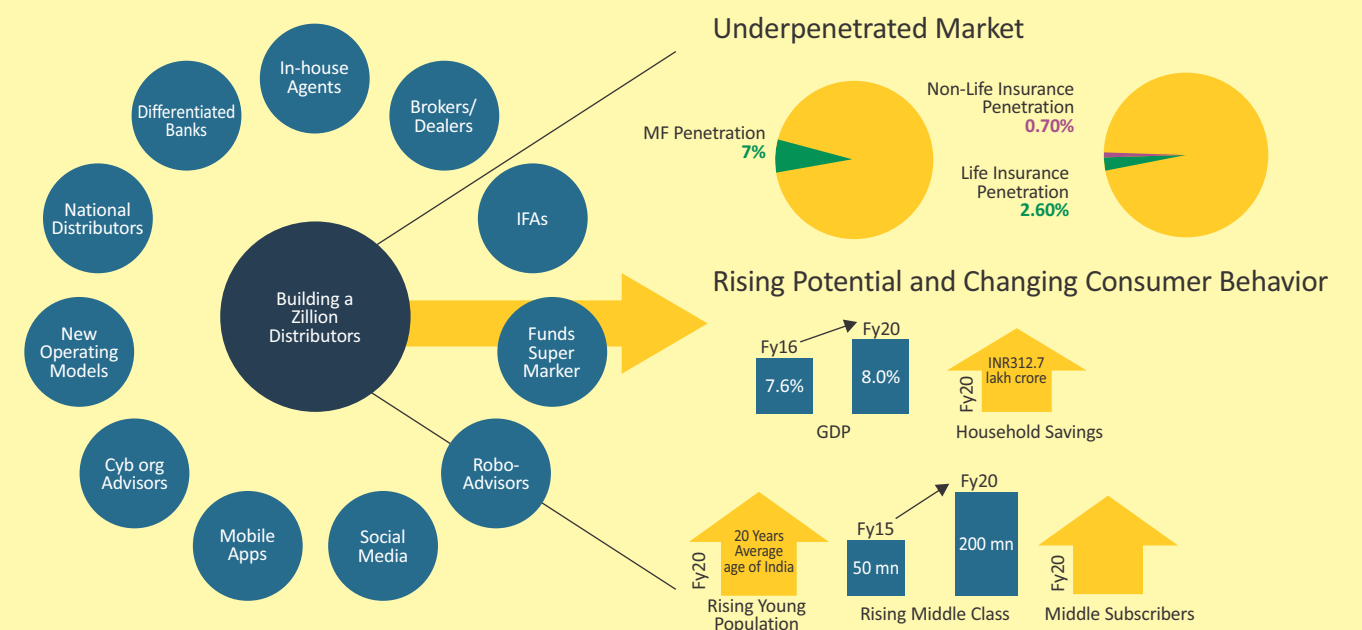 In-house
Agents
Brokers/
Dealers
IFAs
Funds
Super
Marker
Robo-
Advisors
Social
Media
Mobile
Apps
Cyb org
Advisors
New
Operating
Models
National
Distributors
Differentiated
Banks
Building a
Zillion
Distributors
Underpenetrated Market
MF Penetration
7%
Non-Life Insurance
Penetration
0.70%
Life Insurance
Penetration
2.60%
Rising Potential and Changing Consumer Behavior
Fy16
7.6%
Fy20
8.0%
GDP
Fy20
INR312.7
lakh crore
Household Savings
Fy20
20 Years
Average
age of India
Rising Young
Population
Fy15
50 mn
Fy20
200 mn
Rising Middle Class
Fy20
Middle Subscribers